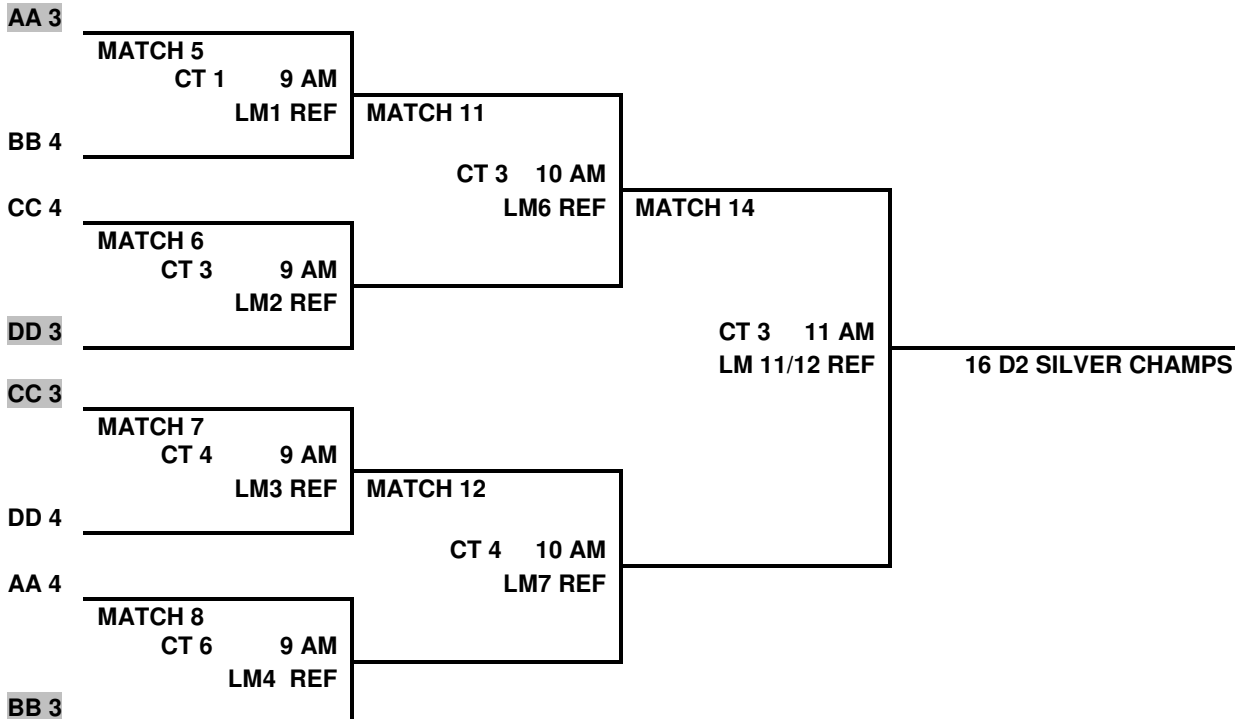 AA 3
MATCH 5
CT 1 9 AM
LM1 REF
MATCH 11
BB 4
CT 3 10 AM
CC 4
LM6 REF
MATCH 14
MATCH 6
CT 3 9 AM
LM2 REF
DD 3
CT 3 11 AM
LM 11/12 REF
16 D2 SILVER CHAMPS
CC 3
MATCH 7
CT 4 9 AM
LM3 REF
MATCH 12
DD 4
CT 4 10 AM
AA 4
LM7 REF
MATCH 8
CT 6 9 AM
LM4 REF
BB 3